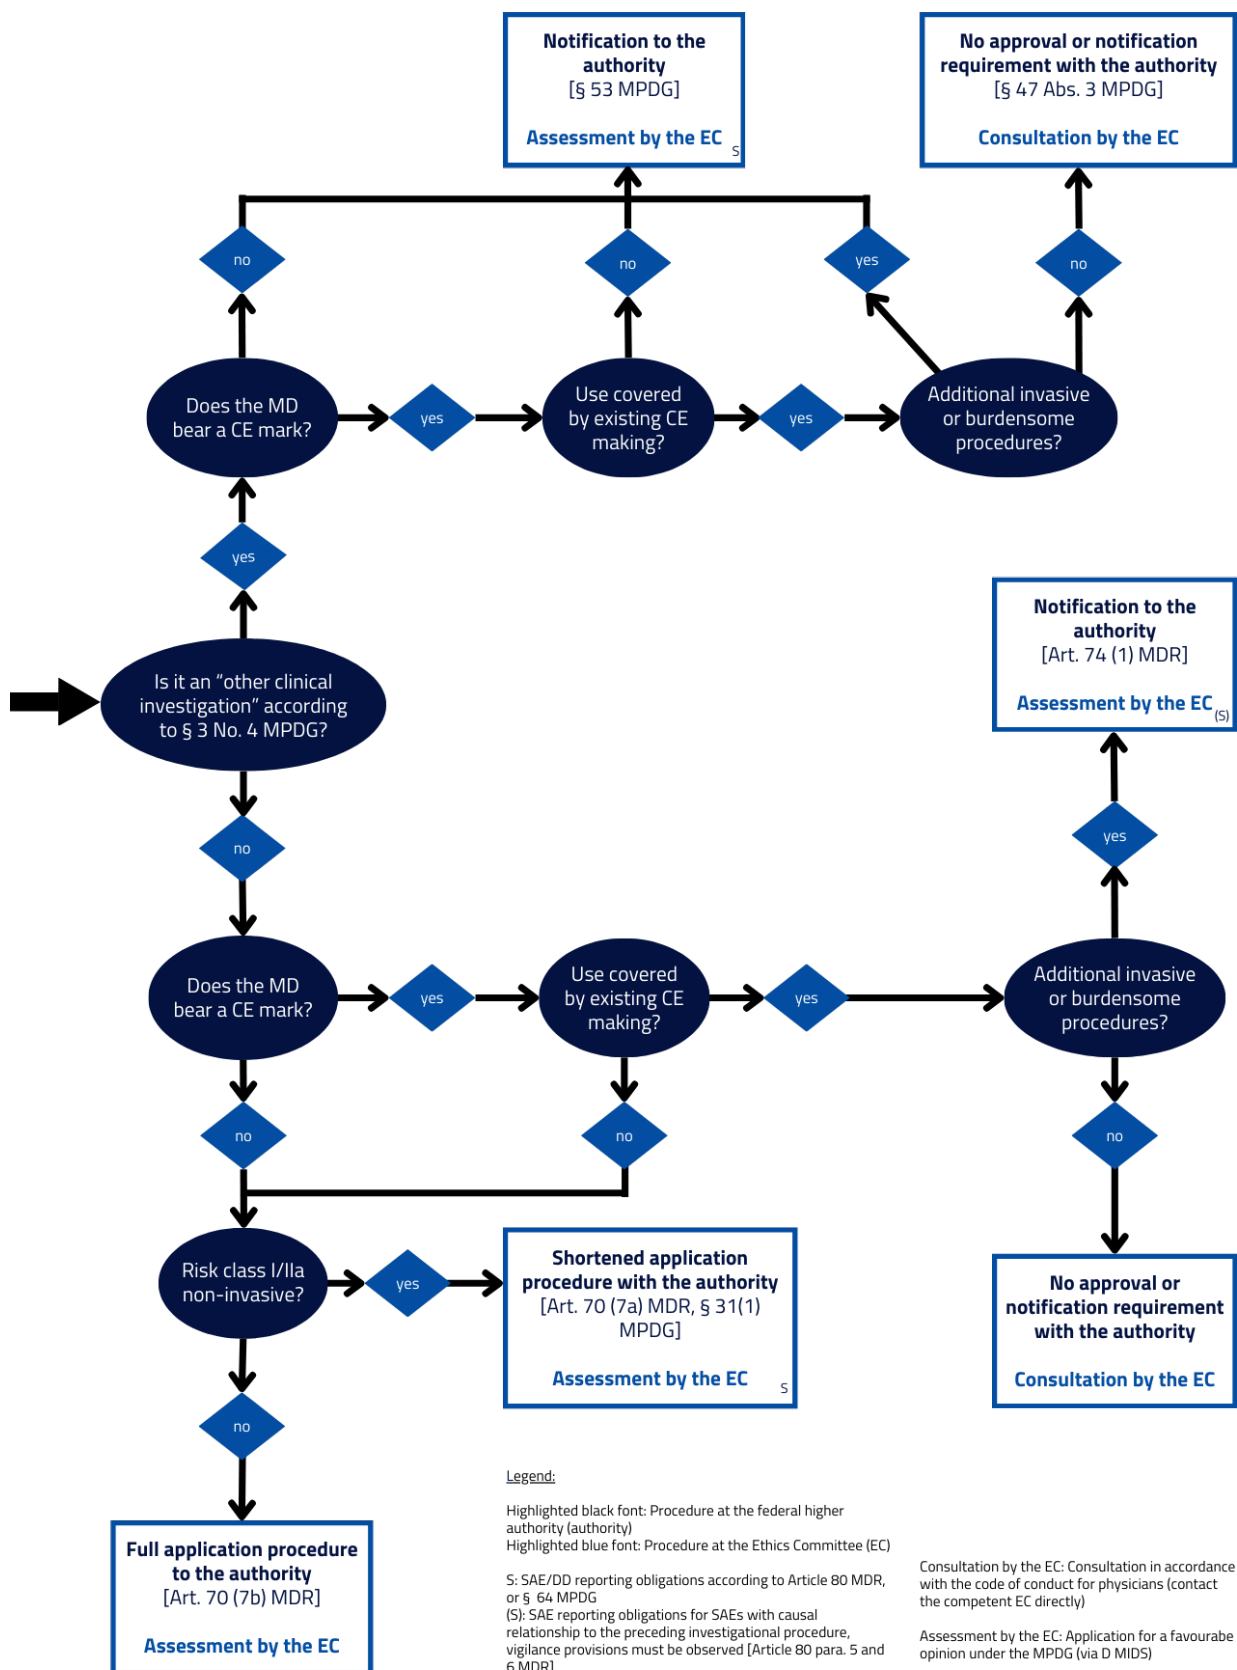 Notification to the
authority
[§ 53 MPDG]
Assessment by the EC
S
No approval or notification
requirement with the authority
[§ 47 Abs. 3 MPDG]
Consultation by the EC
no
no
yes
no
Does the MD
bear a CE mark?
yes
Use covered
by existing CE
making?
yes
Additional invasive
or burdensome
procedures?
yes
Is it an “other clinical
investigation” according
to § 3 No. 4 MPDG?
Notification to the
authority
[Art. 74 (1) MDR]
Assessment by the EC
(S)
no
yes
Does the MD
bear a CE mark?
yes
Use covered
by existing CE
making?
yes
Additional invasive
or burdensome
procedures?
no
no
no
Risk class I/IIa
non-invasive?
yes
Shortened application
procedure with the authority
[Art. 70 (7a) MDR, § 31(1)
MPDG]
Assessment by the EC
S
No approval or
notification requirement
with the authority
Consultation by the EC
no
Full application procedure
to the authority
[Art. 70 (7b) MDR]
Assessment by the EC
Legend:
Highlighted black font: Procedure at the federal higher
authority (authority)
Highlighted blue font: Procedure at the Ethics Committee (EC)
S: SAE/DD reporting obligations according to Article 80 MDR,
or § 64 MPDG
(S): SAE reporting obligations for SAEs with causal
relationship to the preceding investigational procedure,
vigilance provisions must be observed [Article 80 para. 5 and
6 MDR]
Consultation by the EC: Consultation in accordance
with the code of conduct for physicians (contact
the competent EC directly)
Assessment by the EC: Application for a favourabe
opinion under the MPDG (via D MIDS)